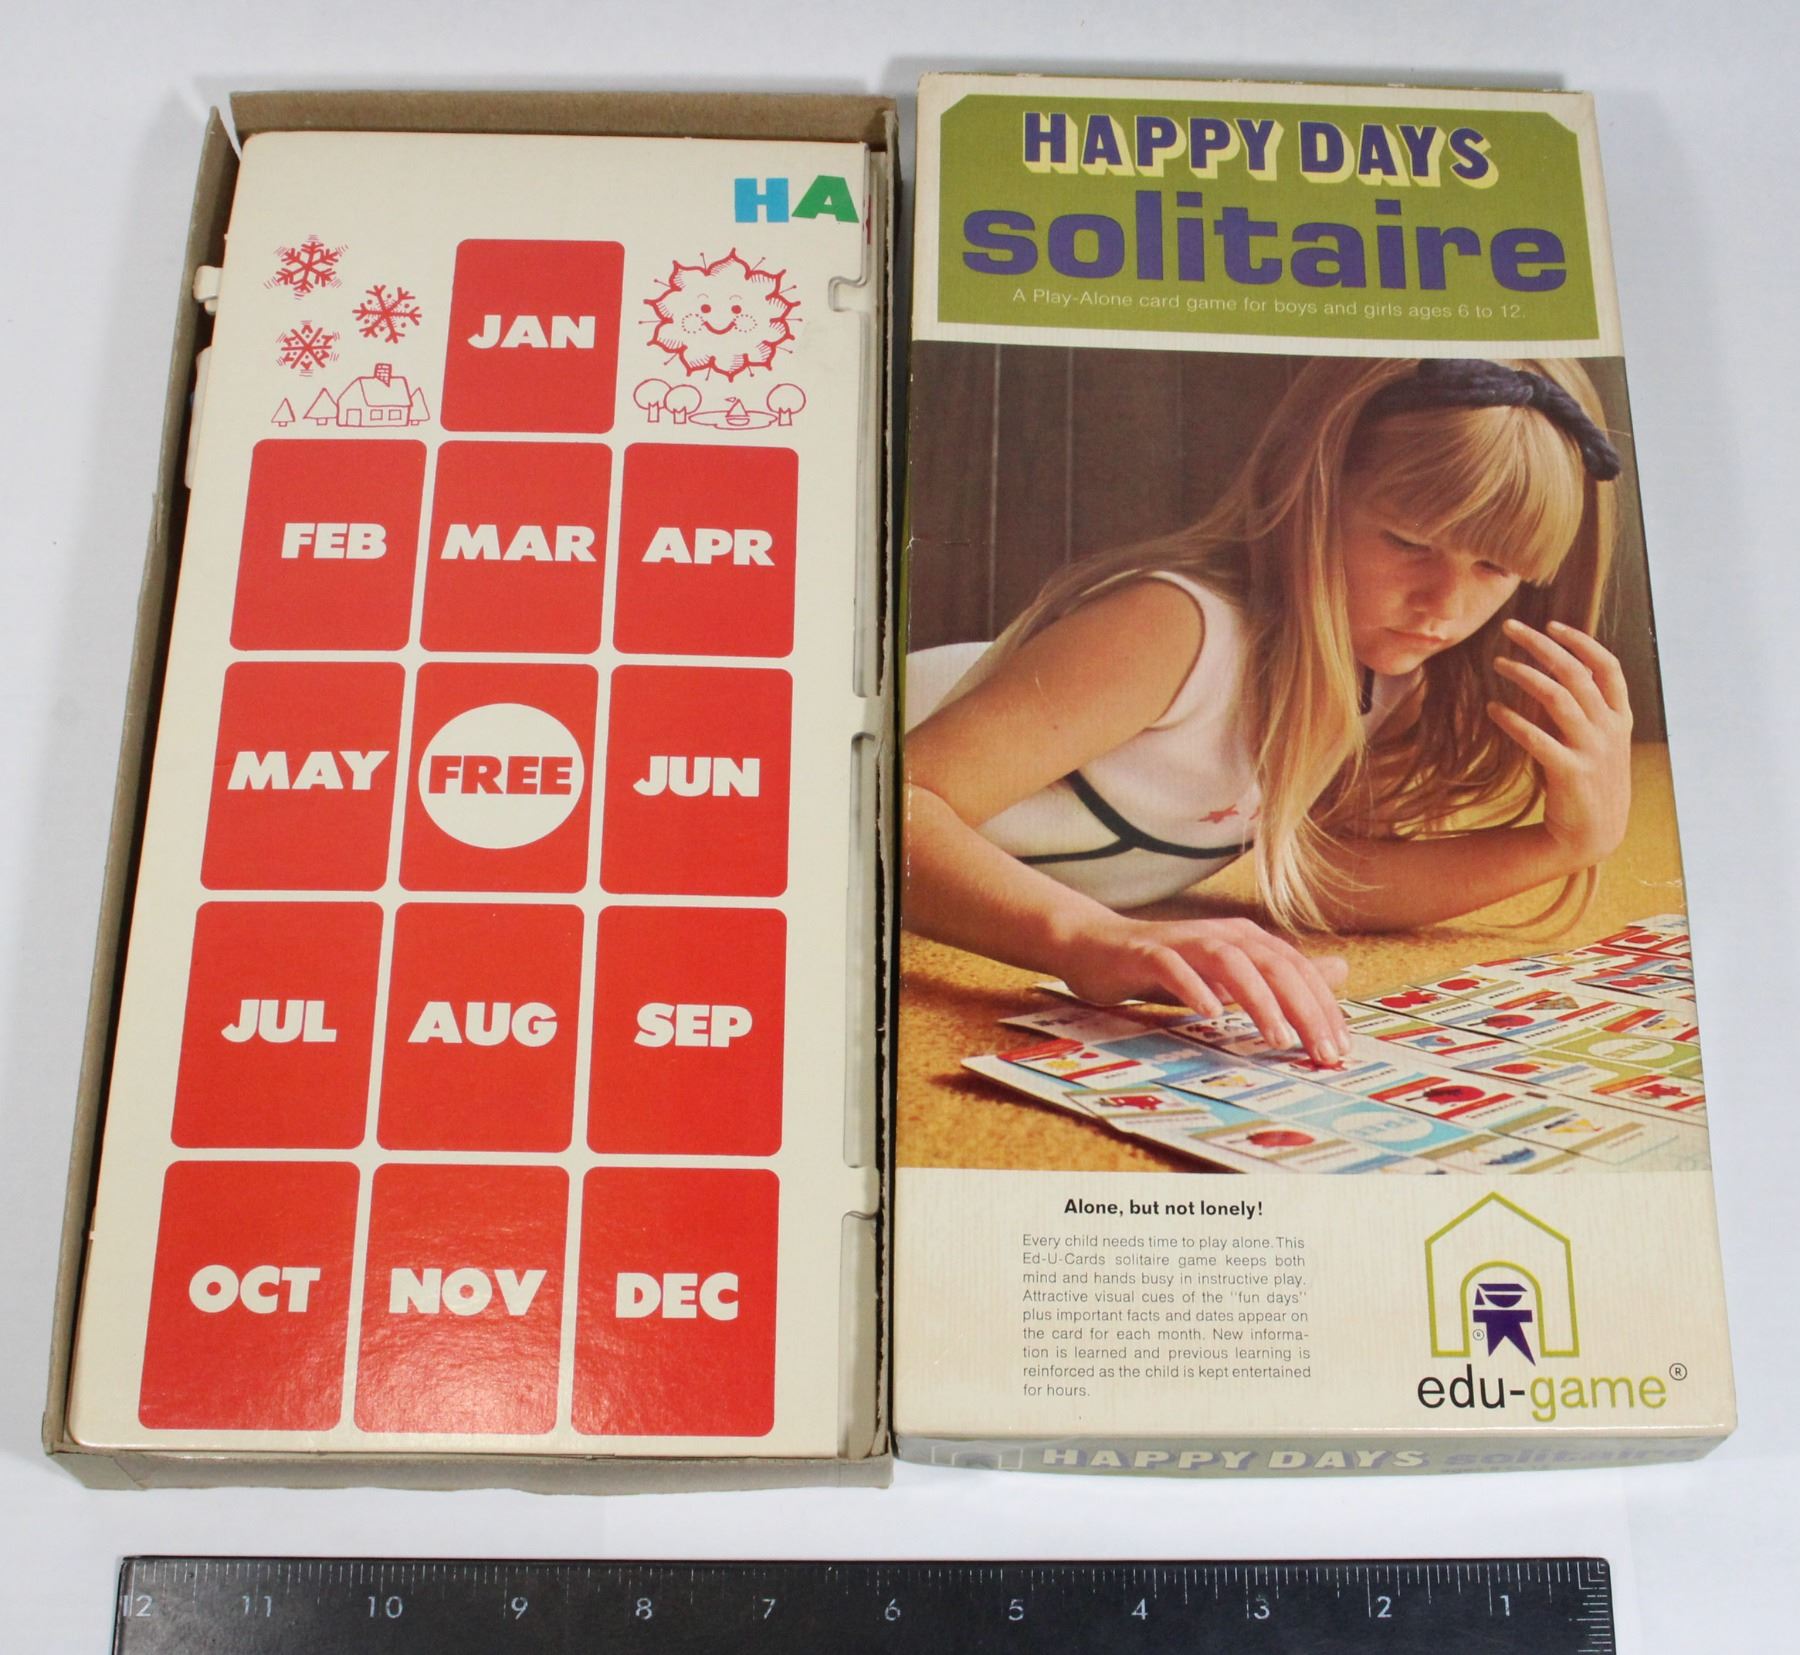 HA
JAN
FEB MAR APR
MAY FREE JUN
JUL AUG SEP
OCT NOV DEC
HAPPY DAYS
solitaire
A Play-Alone card game for boys and girls ages 6 to 12.
FREE
FREE
Alone, but not lonely!
Every child needs time to play alone. This
Ed-U-Cards solitaire game keeps both
mind and hands busy in instructive play.
Attractive visual cues of the "fun days"
plus important facts and dates appear on
the card for each month. New informa-
tion is learned and previous learning is
reinforced as the child is kept entertained
for hours.
®
edu-game®
HAPPY DAYS solitaire
12 11 10 9 8 7 6 5 4 3 2 1